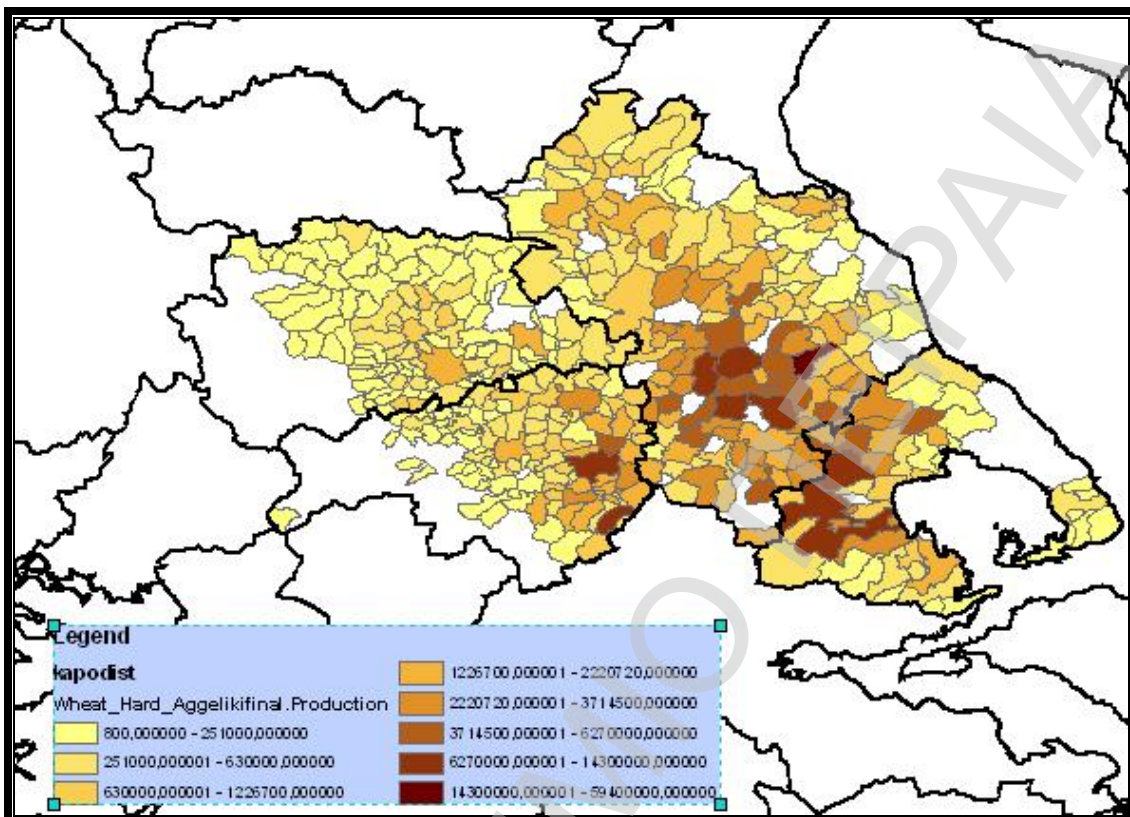 Legend
kapodist
Wheat_Hard_Aggelikifinal.Production
800,000000 - 251000,000000
251000,000001 - 630000,000000
630000,000001 - 1226700,000000
1226700,000001 - 2220720,000000
2220720,000001 - 3714500,000000
3714500,000001 - 6270000,000000
6270000,000001 - 14300000,000000
14300000,000001 - 59400000,000000
ΠΕΙΡΑΙΑ